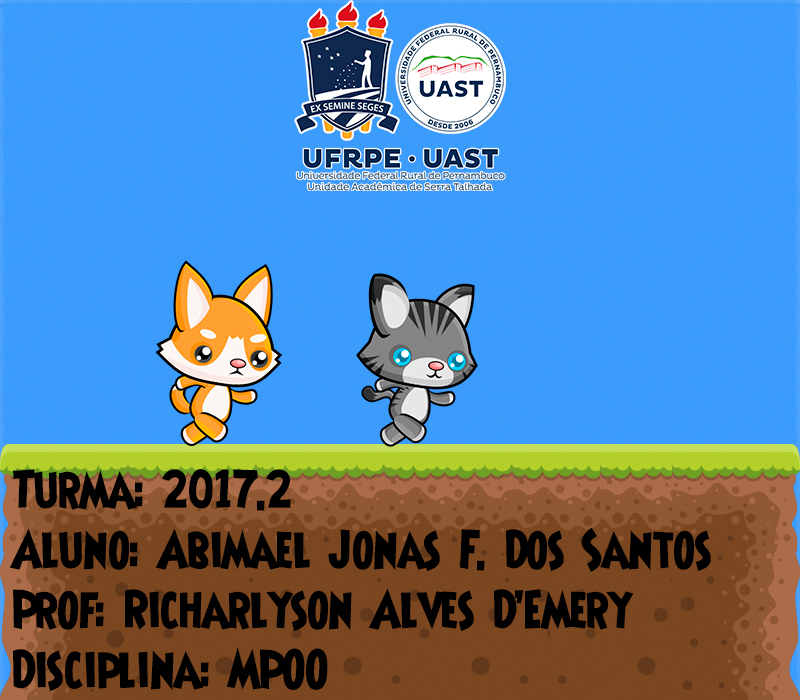 EX SEMINE SEGES
UNIVERSIDADE FEDERAL RURAL DE PERNAMBUCO
UAST
DESDE 2006
UFRPE · UAST
Universidade Federal Rural de Pernambuco
Unidade Acadêmica de Serra Talhada
Turma: 2017.2
Aluno: Abimael Jonas F. Dos Santos
Prof: Richarlyson Alves D'Emery
Disciplina: MPOO